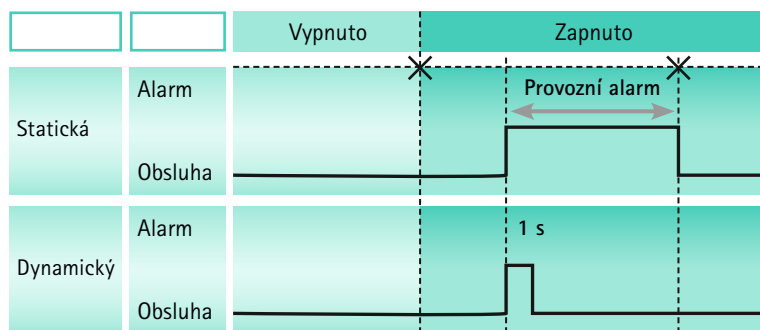 Vypnuto
Zapnuto
Statická
Alarm
Obsluha
Provozní alarm
Dynamický
Alarm
Obsluha
1 s